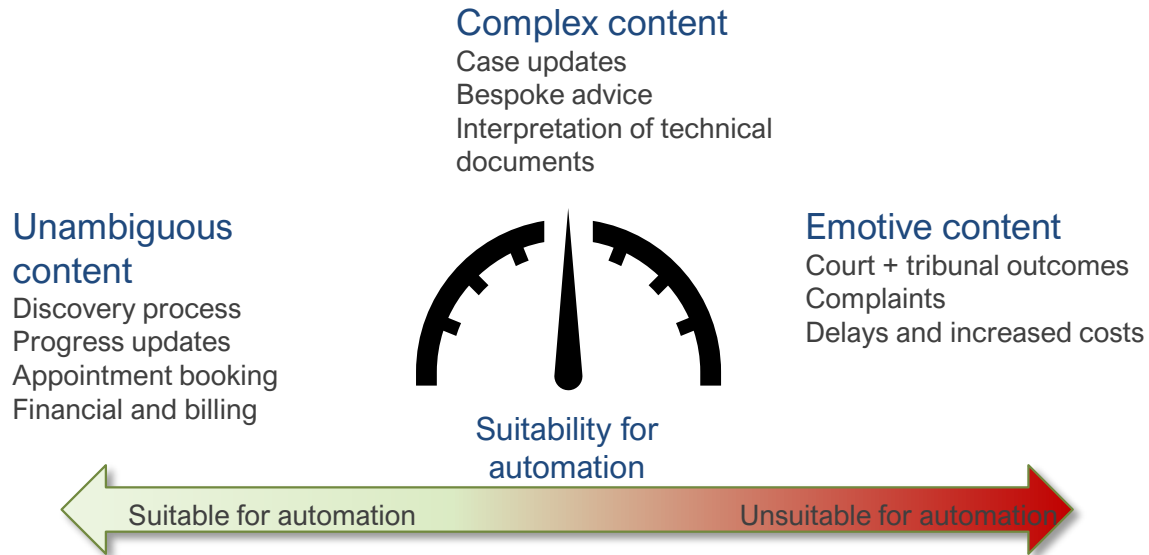 Complex content
Case updates
Bespoke advice
Interpretation of technical
documents
Unambiguous
content
Discovery process
Progress updates
Appointment booking
Financial and billing
Emotive content
Court + tribunal outcomes
Complaints
Delays and increased costs
Suitability for
automation
Suitable for automation
Unsuitable for automation